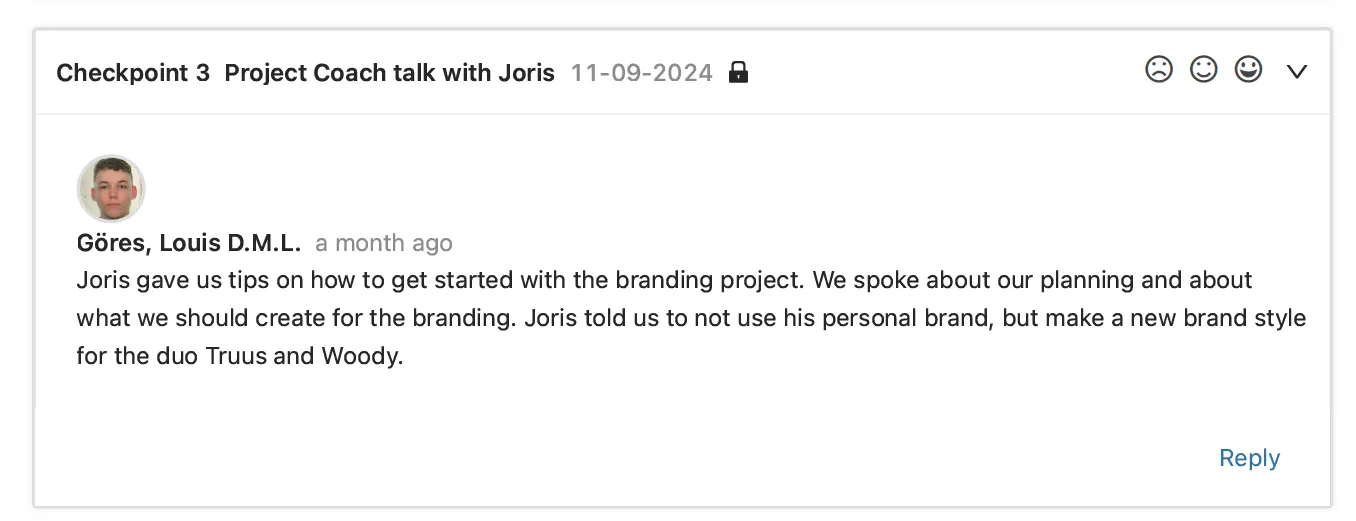 Checkpoint 3 Project Coach talk with Joris 11-09-2024
Göres, Louis D.M.L. a month ago
Joris gave us tips on how to get started with the branding project. We spoke about our planning and about
what we should create for the branding. Joris told us to not use his personal brand, but make a new brand style
for the duo Truus and Woody.
Reply